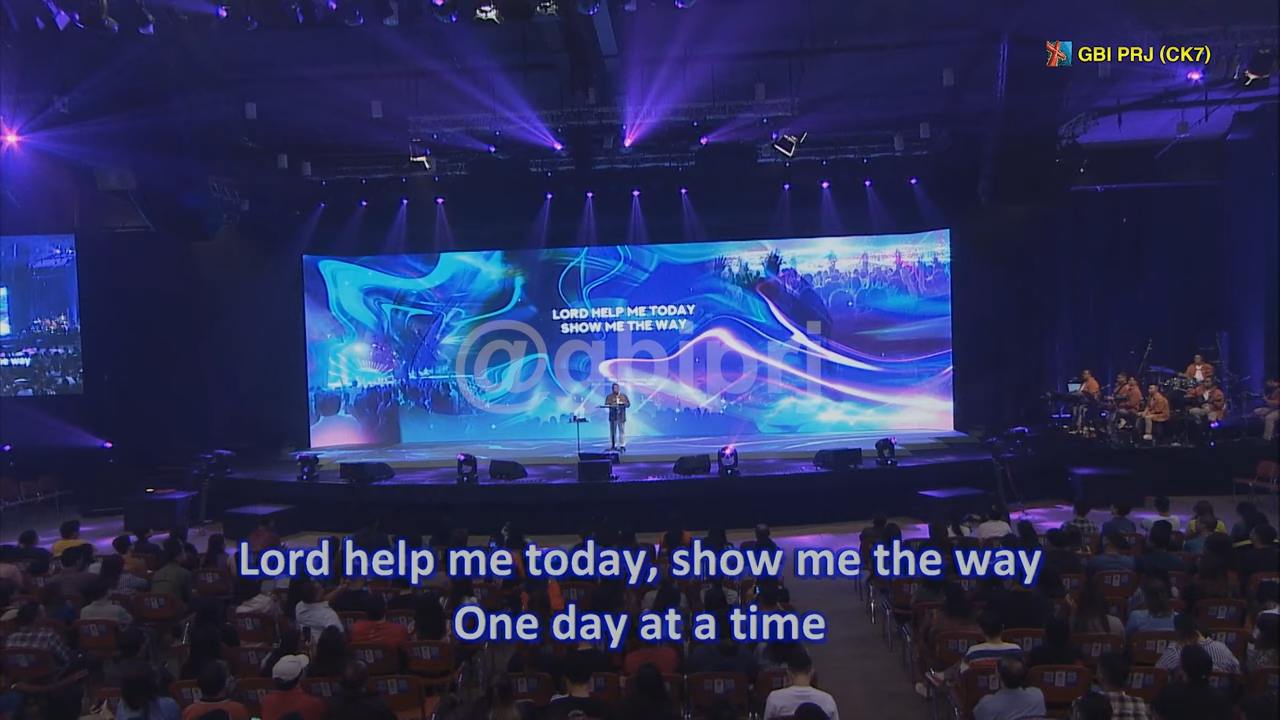 GBI PRJ (CK7)
LORD HELP ME TODAY
SHOW ME THE WAY
@gbiprj
Lord help me today, show me the way
One day at a time